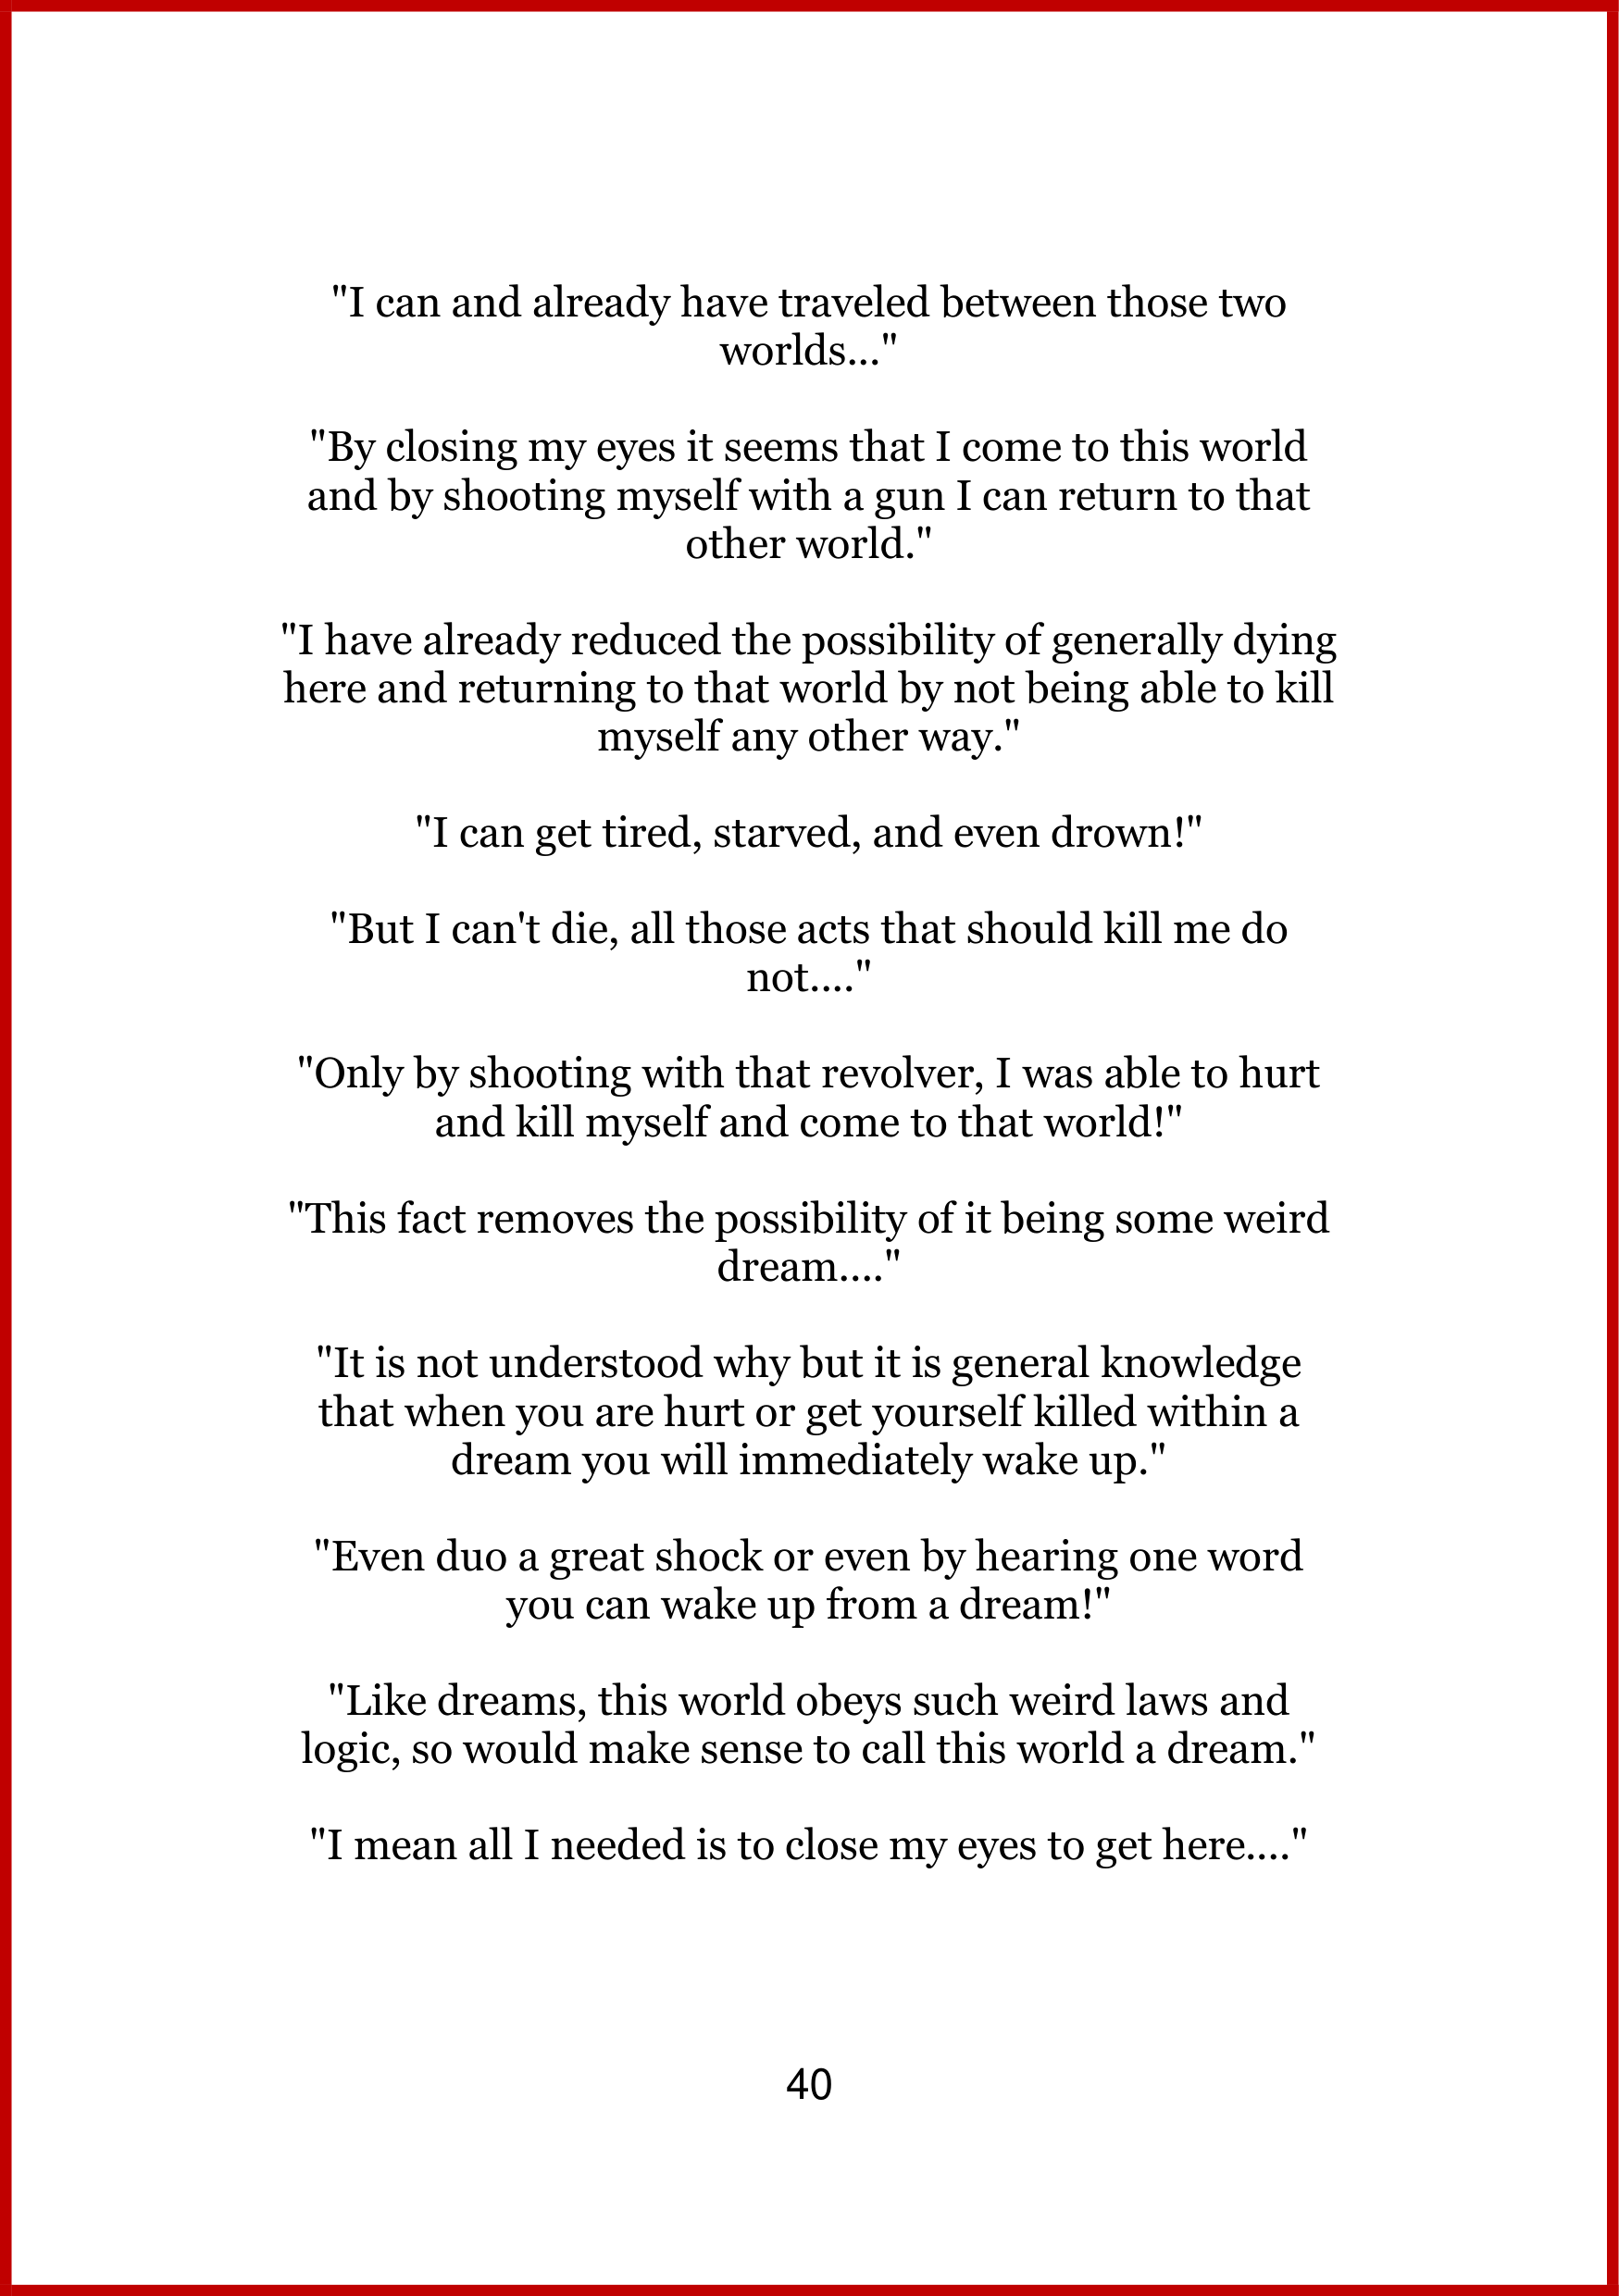 "I can and already have traveled between those two
worlds..."
"By closing my eyes it seems that I come to this world
and by shooting myself with a gun I can return to that
other world."
"I have already reduced the possibility of generally dying
here and returning to that world by not being able to kill
myself any other way."
"I can get tired, starved, and even drown!"
"But I can't die, all those acts that should kill me do
not...."
"Only by shooting with that revolver, I was able to hurt
and kill myself and come to that world!"
"This fact removes the possibility of it being some weird
dream...."
"It is not understood why but it is general knowledge
that when you are hurt or get yourself killed within a
dream you will immediately wake up."
"Even duo a great shock or even by hearing one word
you can wake up from a dream!"
"Like dreams, this world obeys such weird laws and
logic, so would make sense to call this world a dream."
"I mean all I needed is to close my eyes to get here...."
40